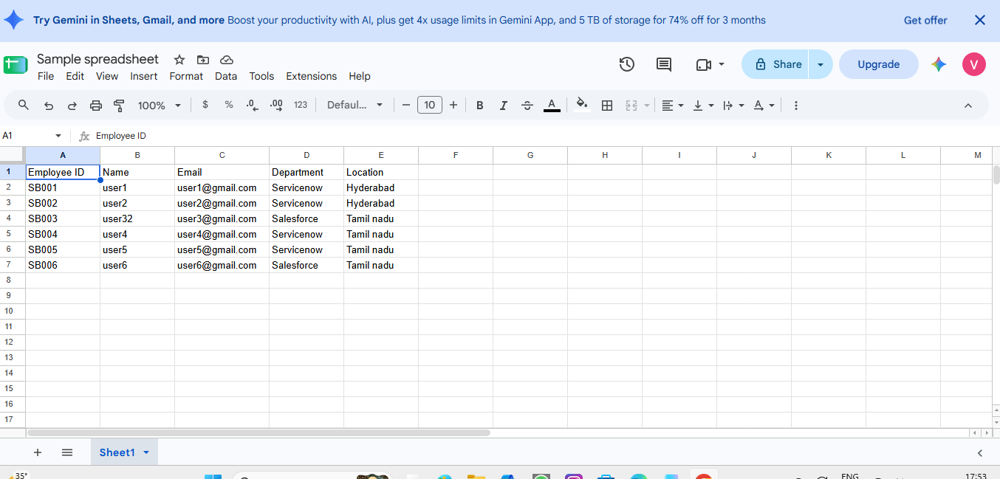 Try Gemini in Sheets, Gmail, and more Boost your productivity with AI, plus get 4x usage limits in Gemini App, and 5 TB of storage for 74% off for 3 months Get offer
Sample spreadsheet
File Edit View Insert Format Data Tools Extensions Help
Share Upgrade V
100% $ % .0 .00 123 Defaul... 10 B I A A
A1 fx Employee ID
A B C D E F G H I J K L M
1 Employee ID Name Email Department Location
2 SB001 user1 user1@gmail.com Servicenow Hyderabad
3 SB002 user2 user2@gmail.com Servicenow Hyderabad
4 SB003 user32 user3@gmail.com Salesforce Tamil nadu
5 SB004 user4 user4@gmail.com Servicenow Tamil nadu
6 SB005 user5 user5@gmail.com Servicenow Tamil nadu
7 SB006 user6 user6@gmail.com Salesforce Tamil nadu
8
9
10
11
12
13
14
15
16
17
Sheet1
35° ENG 17:53